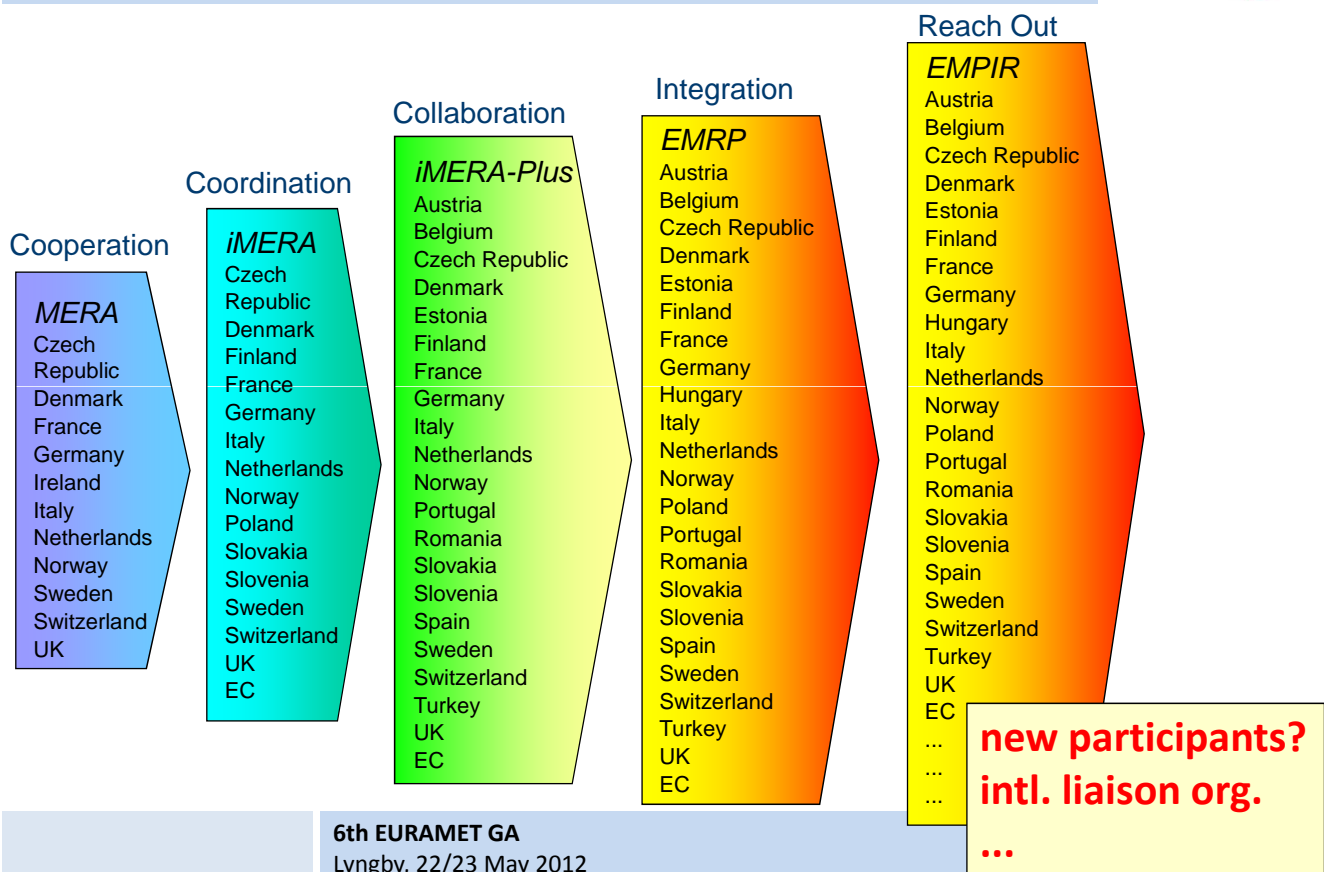 Cooperation
MERA
Czech
Republic
Denmark
France
Germany
Ireland
Italy
Netherlands
Norway
Sweden
Switzerland
UK
Coordination
iMERA
Czech
Republic
Denmark
Finland
France
Germany
Italy
Netherlands
Norway
Poland
Slovakia
Slovenia
Sweden
Switzerland
UK
EC
Collaboration
iMERA-Plus
Austria
Belgium
Czech Republic
Denmark
Estonia
Finland
France
Germany
Italy
Netherlands
Norway
Portugal
Romania
Slovakia
Slovenia
Spain
Sweden
Switzerland
Turkey
UK
EC
Integration
EMRP
Austria
Belgium
Czech Republic
Denmark
Estonia
Finland
France
Germany
Hungary
Italy
Netherlands
Norway
Poland
Portugal
Romania
Slovakia
Slovenia
Spain
Sweden
Switzerland
Turkey
UK
EC
Reach Out
EMPIR
Austria
Belgium
Czech Republic
Denmark
Estonia
Finland
France
Germany
Hungary
Italy
Netherlands
Norway
Poland
Portugal
Romania
Slovakia
Slovenia
Spain
Sweden
Switzerland
Turkey
UK
EC
...
...
...
new participants?
intl. liaison org.
...
6th EURAMET GA
Lyngby, 22/23 May 2012